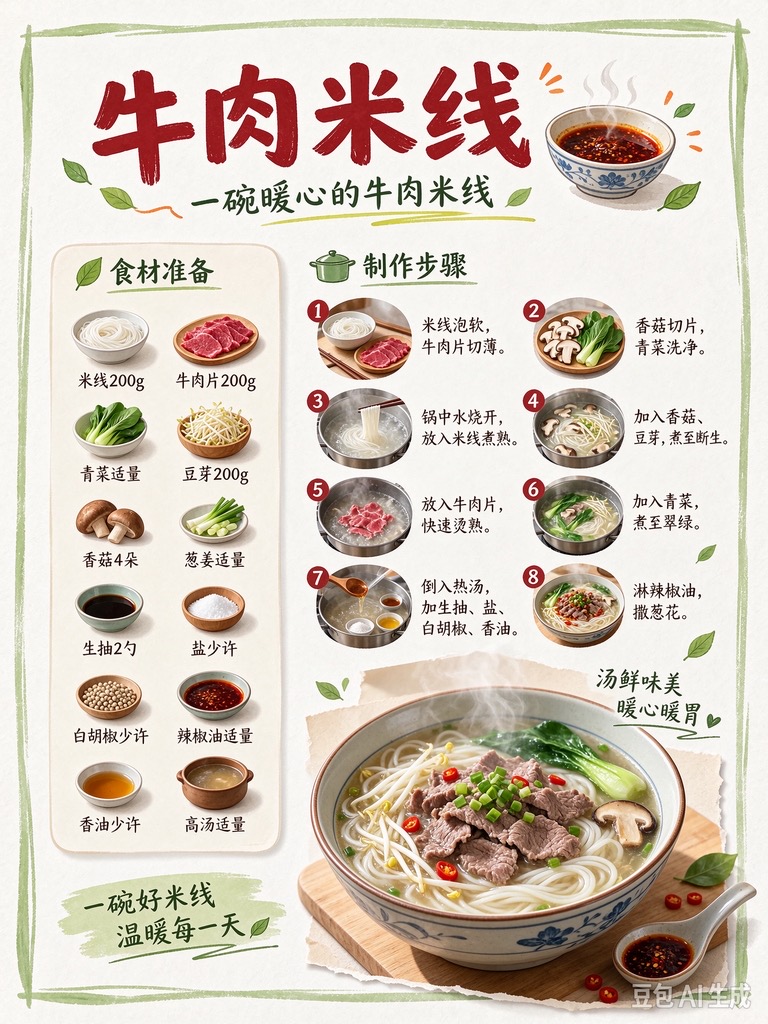 牛肉米线
一碗暖心的牛肉米线
食材准备
米线200g
牛肉片200g
青菜适量
豆芽200g
香菇4朵
葱姜适量
生抽2勺
盐少许
白胡椒少许
辣椒油适量
香油少许
高汤适量
一碗好米线
温暖每一天
制作步骤
1
米线泡软，
牛肉片切薄。
2
香菇切片，
青菜洗净。
3
锅中水烧开，
放入米线煮熟。
4
加入香菇、
豆芽，煮至断生。
5
放入牛肉片，
快速烫熟。
6
加入青菜，
煮至翠绿。
7
倒入热汤，
加生抽、盐、
白胡椒、香油。
8
淋辣椒油，
撒葱花。
汤鲜味美
暖心暖胃
豆包AI生成